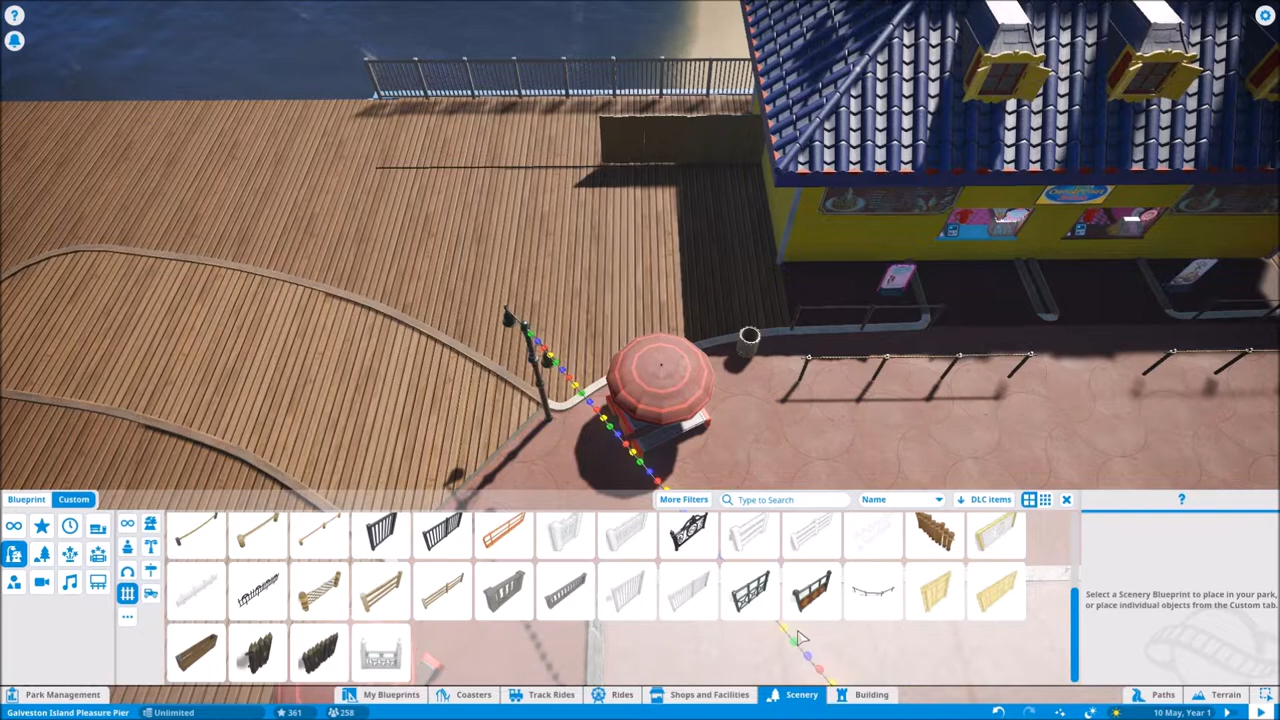 Blueprint Custom
More Filters Type to Search Name DLC items
Select a Scenery Blueprint to place in your park,
or place individual objects from the Custom tab.
Park Management My Blueprints Coasters Track Rides Rides Shops and Facilities Scenery Building Paths Terrain
Galveston Island Pleasure Pier Unlimited 361 258 10 May, Year 1